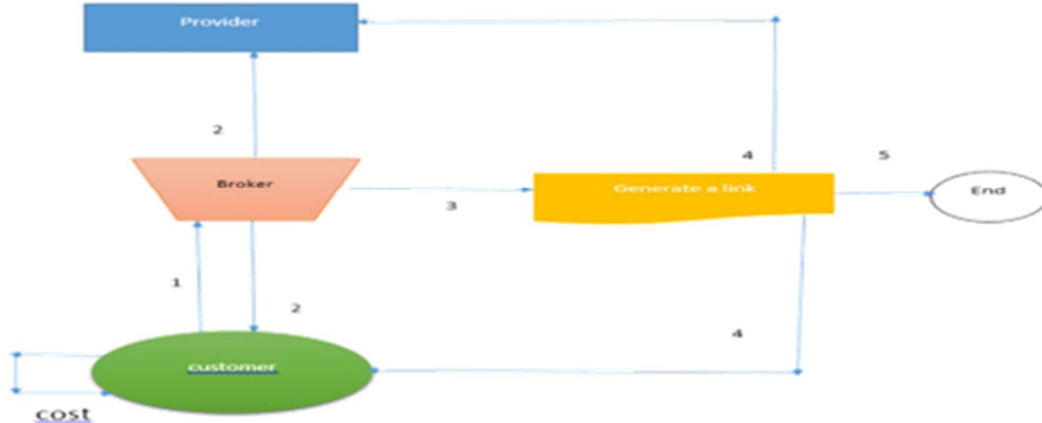 Provider
2
4
5
Broker
Generate a link
End
3
1
2
4
customer
cost